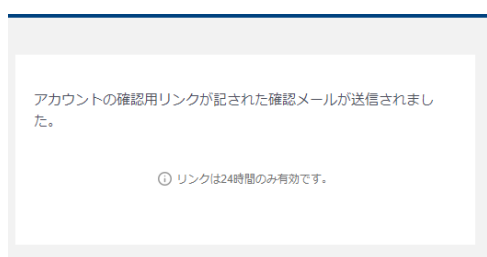 アカウントの確認用リンクが記された確認メールが送信されまし
た。
リンクは24時間のみ有効です。